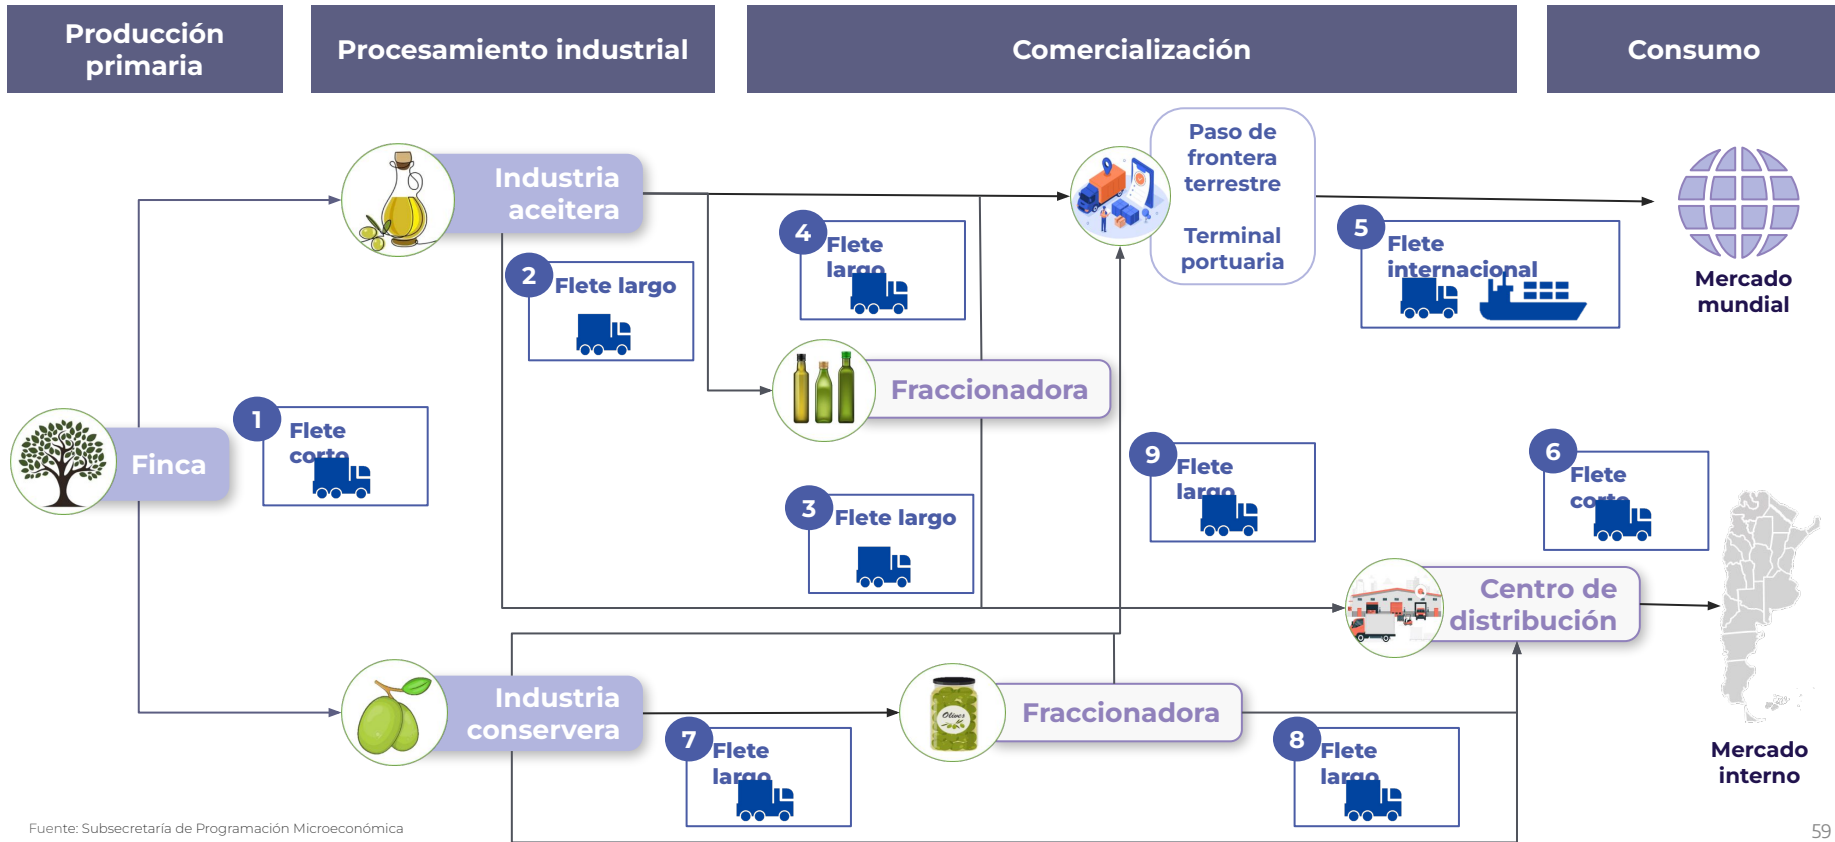 Producción
primaria
Procesamiento industrial
Comercialización
Consumo
Industria
aceitera
Paso de
frontera
terrestre
Terminal
portuaria
Mercado
mundial
2
Flete largo
4
Flete
largo
5
Flete
internacional
Fraccionadora
Finca
1
Flete
corto
3
Flete largo
9
Flete
largo
6
Flete
corto
Centro de
distribución
Mercado
interno
Industria
conservera
Olives
Fraccionadora
7
Flete
largo
8
Flete
largo
Fuente: Subsecretaría de Programación Microeconómica
59